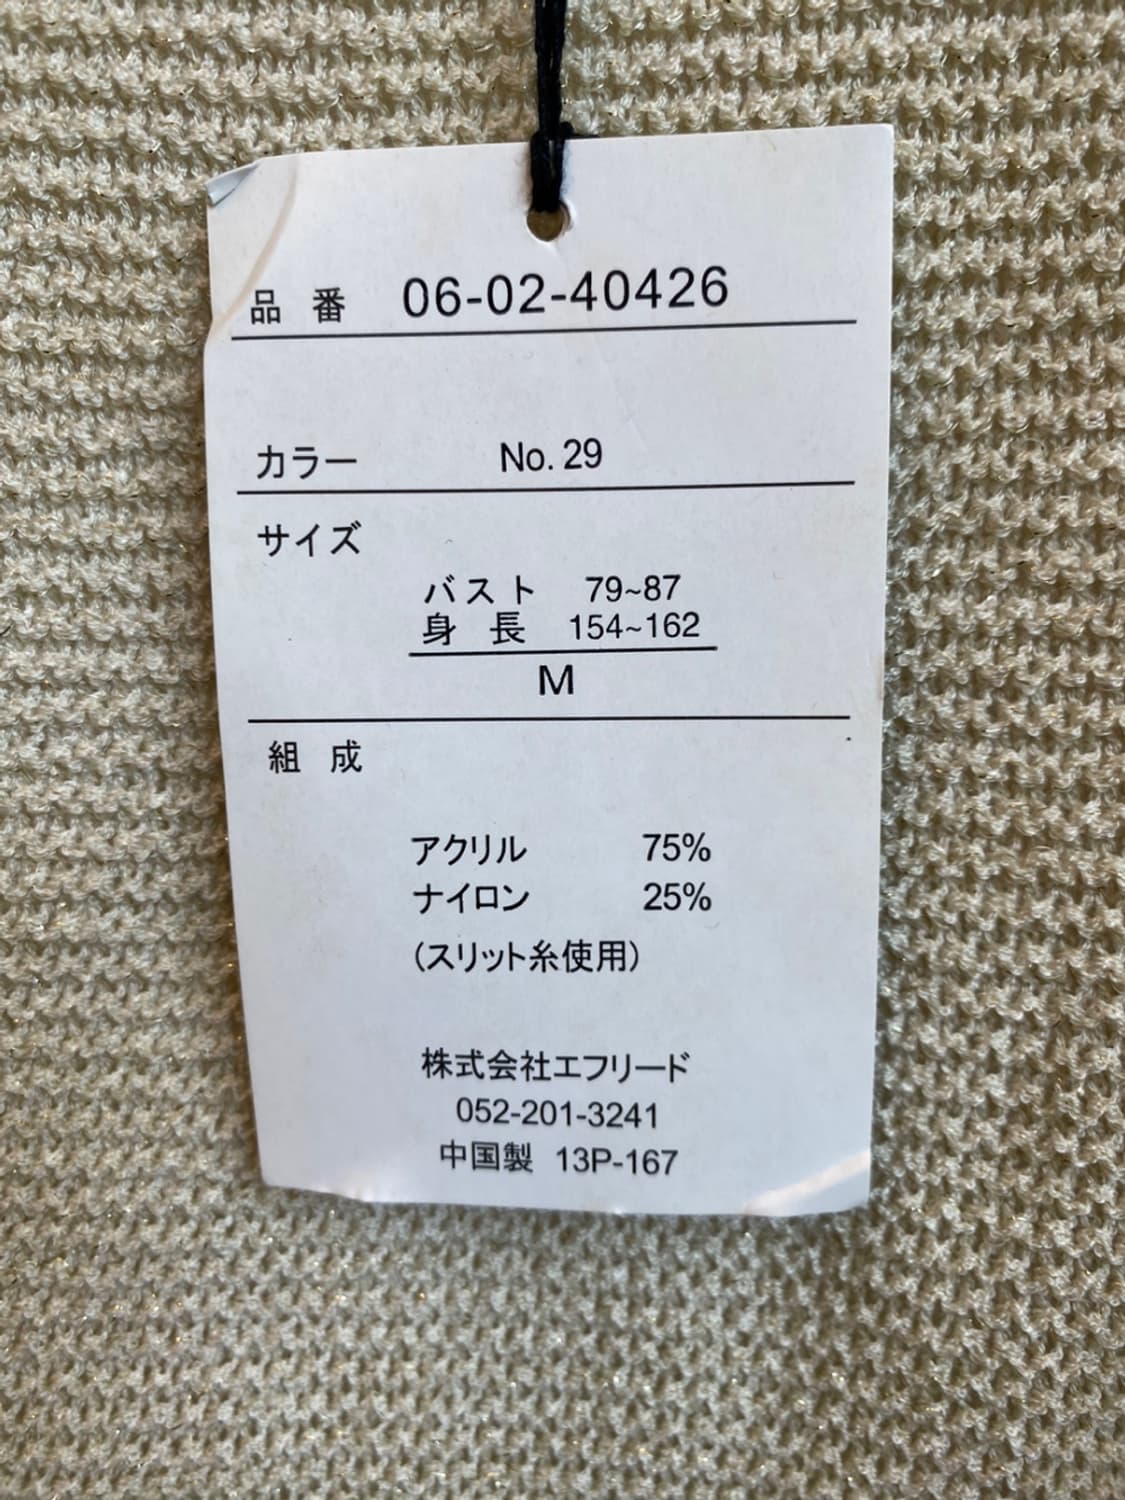 品番 06-02-40426
カラー No.29
サイズ
バスト 79~87
身長 154~162
M
組成
アクリル 75%
ナイロン 25%
(スリット糸使用)
株式会社エフリード
052-201-3241
中国製 13P-167